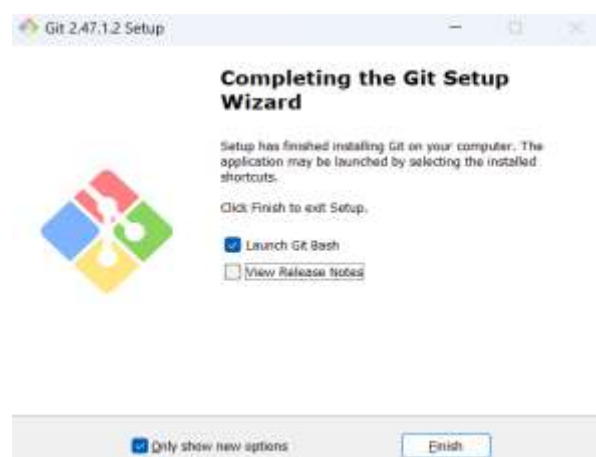 Git 2.47.1.2 Setup
Completing the Git Setup
Wizard
Setup has finished installing Git on your computer. The
application may be launched by selecting the installed
shortcuts.
Click Finish to exit Setup.
Launch Git Bash
View Release Notes
Only show new options
Finish